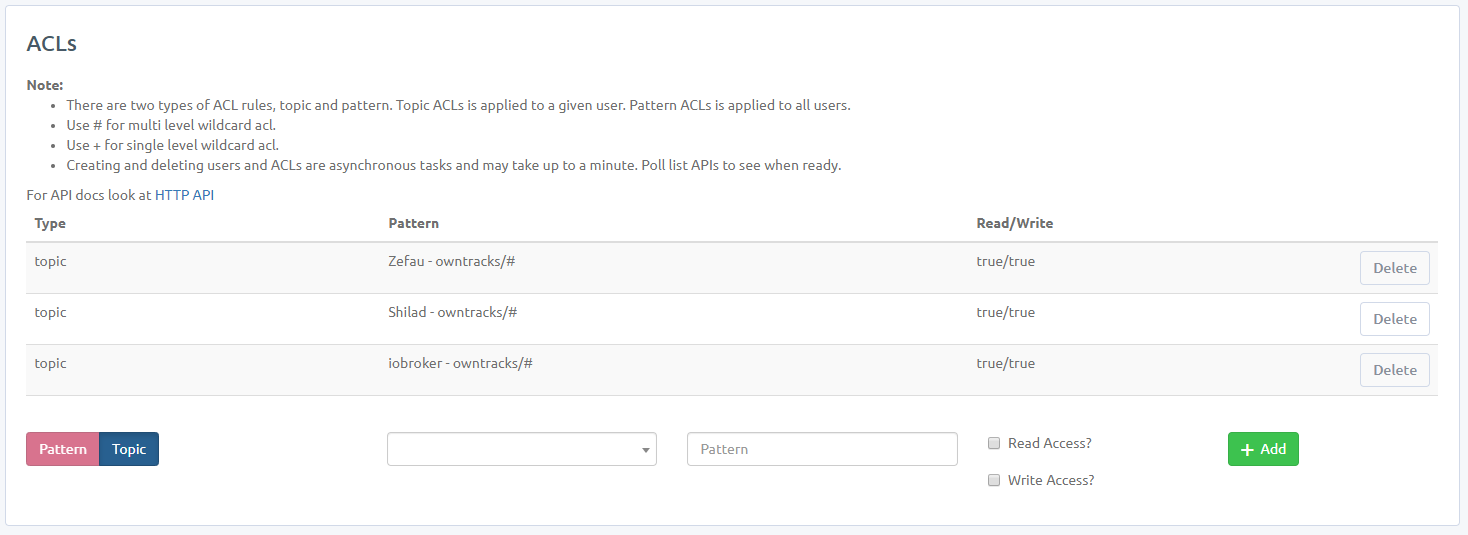 ACLs
Note:
There are two types of ACL rules, topic and pattern. Topic ACLs is applied to a given user. Pattern ACLs is applied to all users.
Use # for multi level wildcard acl.
Use + for single level wildcard acl.
Creating and deleting users and ACLs are asynchronous tasks and may take up to a minute. Poll list APIs to see when ready.
For API docs look at HTTP API
Type Pattern Read/Write
topic Zefau - owntracks/# true/true Delete
topic Shilad - owntracks/# true/true Delete
topic iobroker - owntracks/# true/true Delete
Pattern Topic Pattern Read Access? + Add
Write Access?